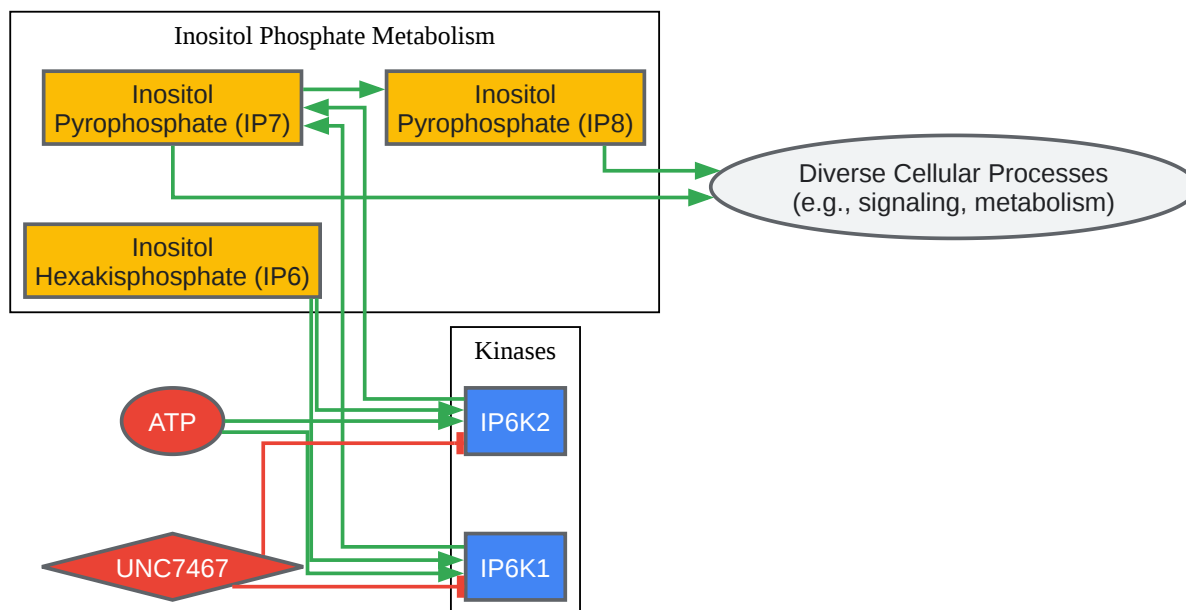 Inositol Phosphate Metabolism
Inositol
Pyrophosphate (IP7)
Inositol
Pyrophosphate (IP8)
Diverse Cellular Processes
(e.g., signaling, metabolism)
Inositol
Hexakisphosphate (IP6)
Kinases
ATP
IP6K2
UNC7467
IP6K1